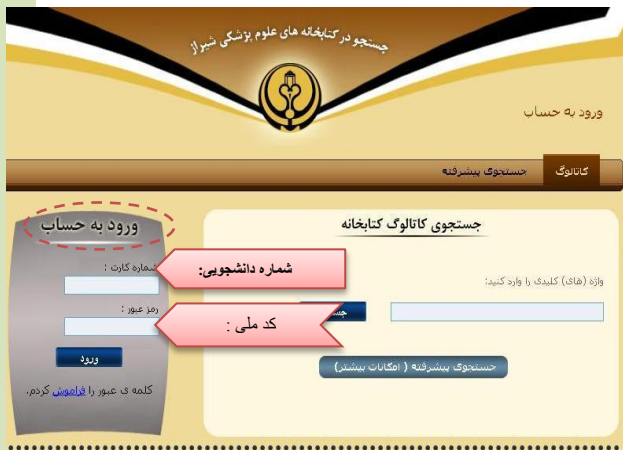 جستجو در کتابخانه های علوم پزشکی شیراز
ورود به حساب
کاتالوگ
جستجوی پیشرفته
جستجوی کاتالوگ کتابخانه
واژه (های) کلیدی را وارد کنید:
جستجوی پیشرفته ( امکانات بیشتر)
ورود به حساب
شماره کارت :
شماره دانشجویی:
رمز عبور :
کد ملی :
ورود
کلمه ی عبور را فراموش کردم.